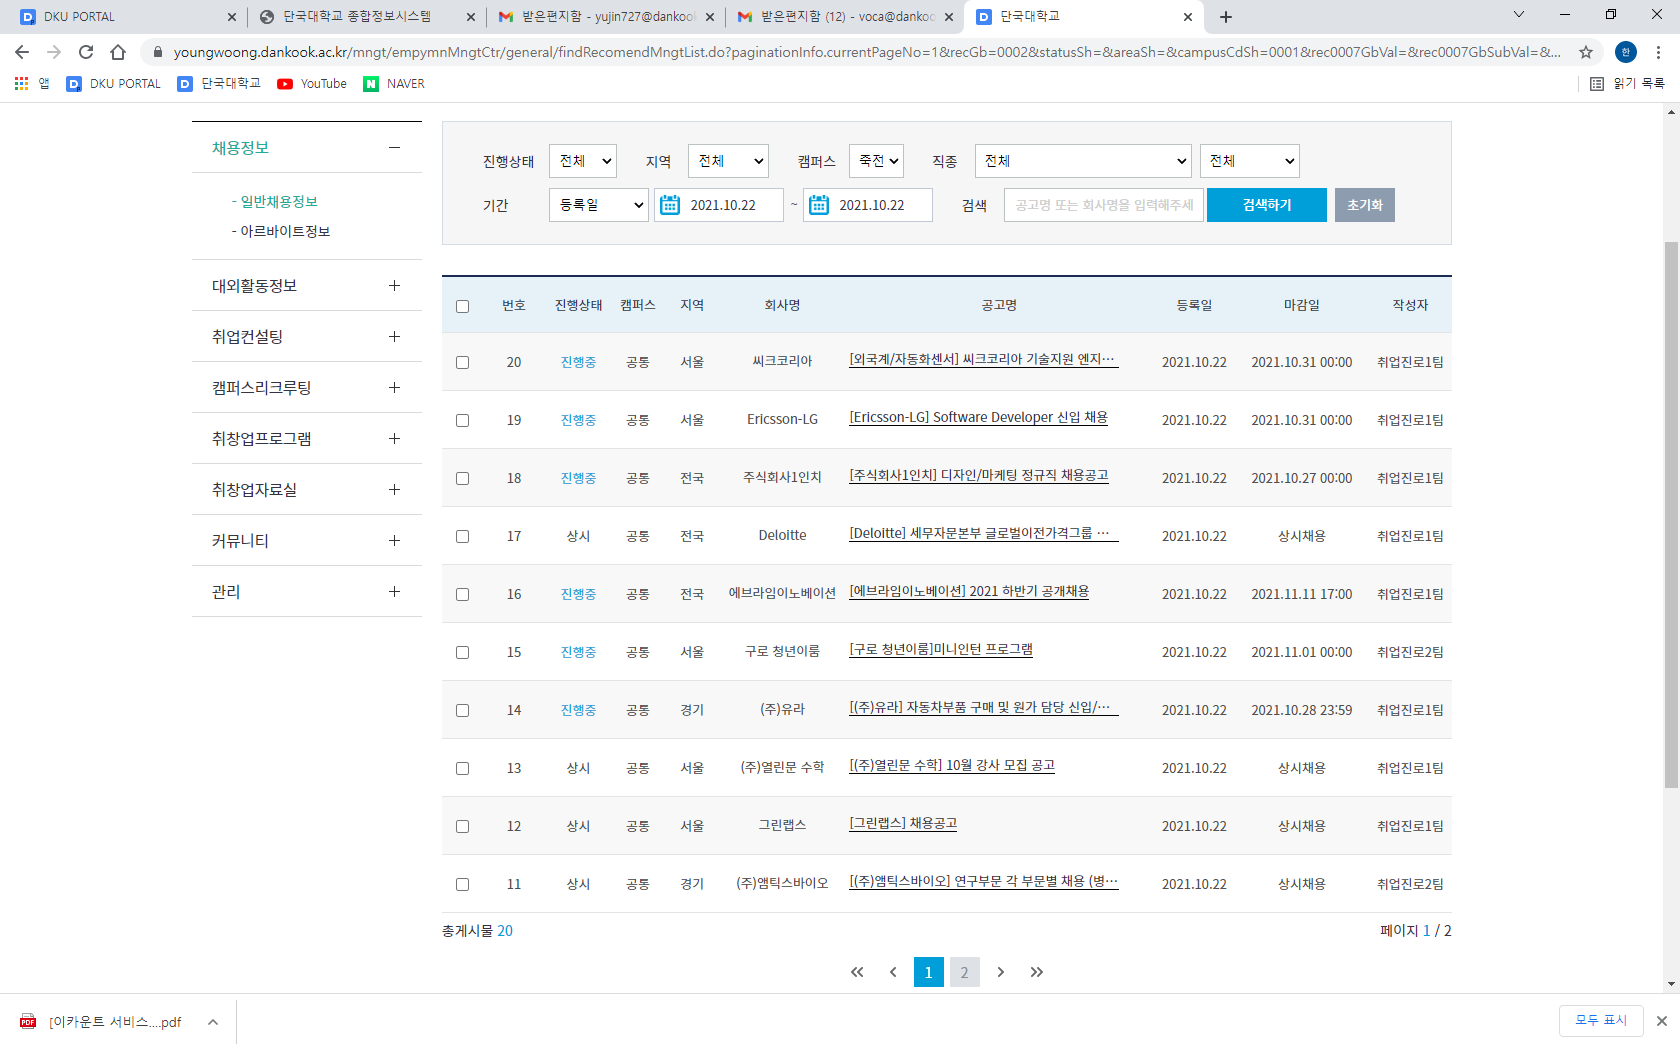 DKU PORTAL
단국대학교 종합정보시스템
받은편지함 - yujin727@dankook
받은편지함 (12) - voca@dankoo
단국대학교
youngwoong.dankook.ac.kr/mngt/empymnMngtCtr/general/findRecomendMngtList.do?paginationInfo.currentPageNo=1&recGb=0002&statusSh=&areaSh=&campusCdSh=0001&rec0007GbVal=&rec0007GbSubVal=&...
한
앱 DKU PORTAL 단국대학교 YouTube NAVER 읽기 목록
채용정보
- 일반채용정보
- 아르바이트정보
대외활동정보
취업컨설팅
캠퍼스리크루팅
취창업프로그램
취창업자료실
커뮤니티
관리
진행상태 전체 지역 전체 캠퍼스 죽전 직종 전체 전체
기간 등록일 2021.10.22 ~ 2021.10.22 검색 공고명 또는 회사명을 입력해주세 검색하기 초기화
번호 진행상태 캠퍼스 지역 회사명 공고명 등록일 마감일 작성자
20 진행중 공통 서울 씨크코리아 [외국계/자동화센서] 씨크코리아 기술지원 엔지… 2021.10.22 2021.10.31 00:00 취업진로1팀
19 진행중 공통 서울 Ericsson-LG [Ericsson-LG] Software Developer 신입 채용 2021.10.22 2021.10.31 00:00 취업진로1팀
18 진행중 공통 전국 주식회사1인치 [주식회사1인치] 디자인/마케팅 정규직 채용공고 2021.10.22 2021.10.27 00:00 취업진로1팀
17 상시 공통 전국 Deloitte [Deloitte] 세무자문본부 글로벌이전가격그룹 … 2021.10.22 상시채용 취업진로1팀
16 진행중 공통 전국 에브라임이노베이션 [에브라임이노베이션] 2021 하반기 공개채용 2021.10.22 2021.11.11 17:00 취업진로1팀
15 진행중 공통 서울 구로 청년이룸 [구로 청년이룸]미니인턴 프로그램 2021.10.22 2021.11.01 00:00 취업진로2팀
14 진행중 공통 경기 (주)유라 [(주)유라] 자동차부품 구매 및 원가 담당 신입/… 2021.10.22 2021.10.28 23:59 취업진로1팀
13 상시 공통 서울 (주)열린문 수학 [(주)열린문 수학] 10월 강사 모집 공고 2021.10.22 상시채용 취업진로1팀
12 상시 공통 서울 그린랩스 [그린랩스] 채용공고 2021.10.22 상시채용 취업진로1팀
11 상시 공통 경기 (주)앰틱스바이오 [(주)앰틱스바이오] 연구부문 각 부문별 채용 (병… 2021.10.22 상시채용 취업진로2팀
총게시물 20 페이지 1 / 2
1 2
[이카운트 서비스....pdf 모두 표시